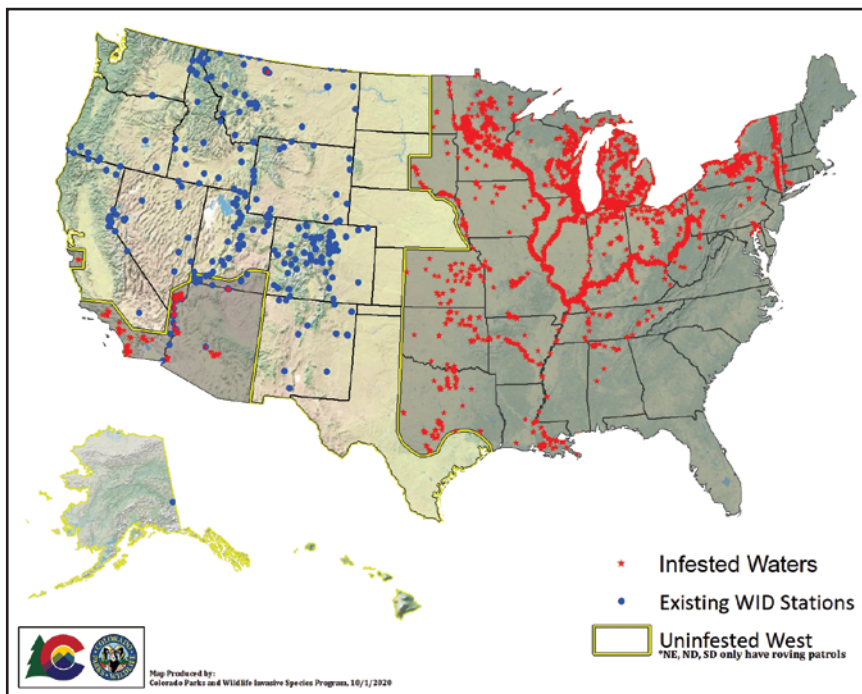 Infested Waters
Existing WID Stations
Uninfested West
*NE, ND, SD only have roving patrols
Map Produced by:
Colorado Parks and Wildlife Invasive Species Program, 10/1/2020
COLORADO